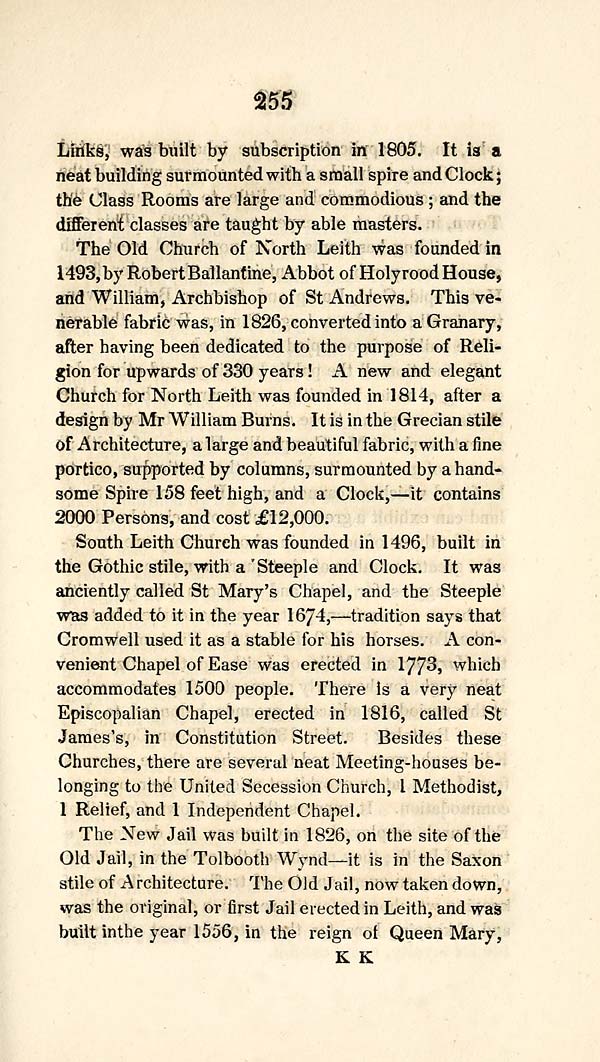 255
Links, was built by subscription in 1805. It is a
neat building surmounted with a small spire and Clock;
the Class Rooms are large and commodious; and the
different classes are taught by able masters.
The Old Church of North Leith was founded in
1493, by Robert Ballantine, Abbot of Holyrood House,
and William, Archbishop of St Andrews. This ve-
nerable fabric was, in 1826, converted into a Granary,
after having been dedicated to the purpose of Reli-
gion for upwards of 330 years! A new and elegant
Church for North Leith was founded in 1814, after a
design by Mr William Burns. It is in the Grecian stile
of Architecture, a large and beautiful fabric, with a fine
portico, supported by columns, surmounted by a hand-
some Spire 158 feet high, and a Clock,—it contains
2000 Persons, and cost £12,000.
South Leith Church was founded in 1496, built in
the Gothic stile, with a Steeple and Clock. It was
anciently called St Mary's Chapel, and the Steeple
was added to it in the year 1674,—tradition says that
Cromwell used it as a stable for his horses. A con-
venient Chapel of Ease was erected in 1773, which
accommodates 1500 people. There is a very neat
Episcopalian Chapel, erected in 1816, called St
James's, in Constitution Street. Besides these
Churches, there are several neat Meeting-houses be-
longing to the United Secession Church, 1 Methodist,
1 Relief, and 1 Independent Chapel.
The New Jail was built in 1826, on the site of the
Old Jail, in the Tolbooth Wynd—it is in the Saxon
stile of Architecture. The Old Jail, now taken down,
was the original, or first Jail erected in Leith, and was
built inthe year 1556, in the reign of Queen Mary,
K K